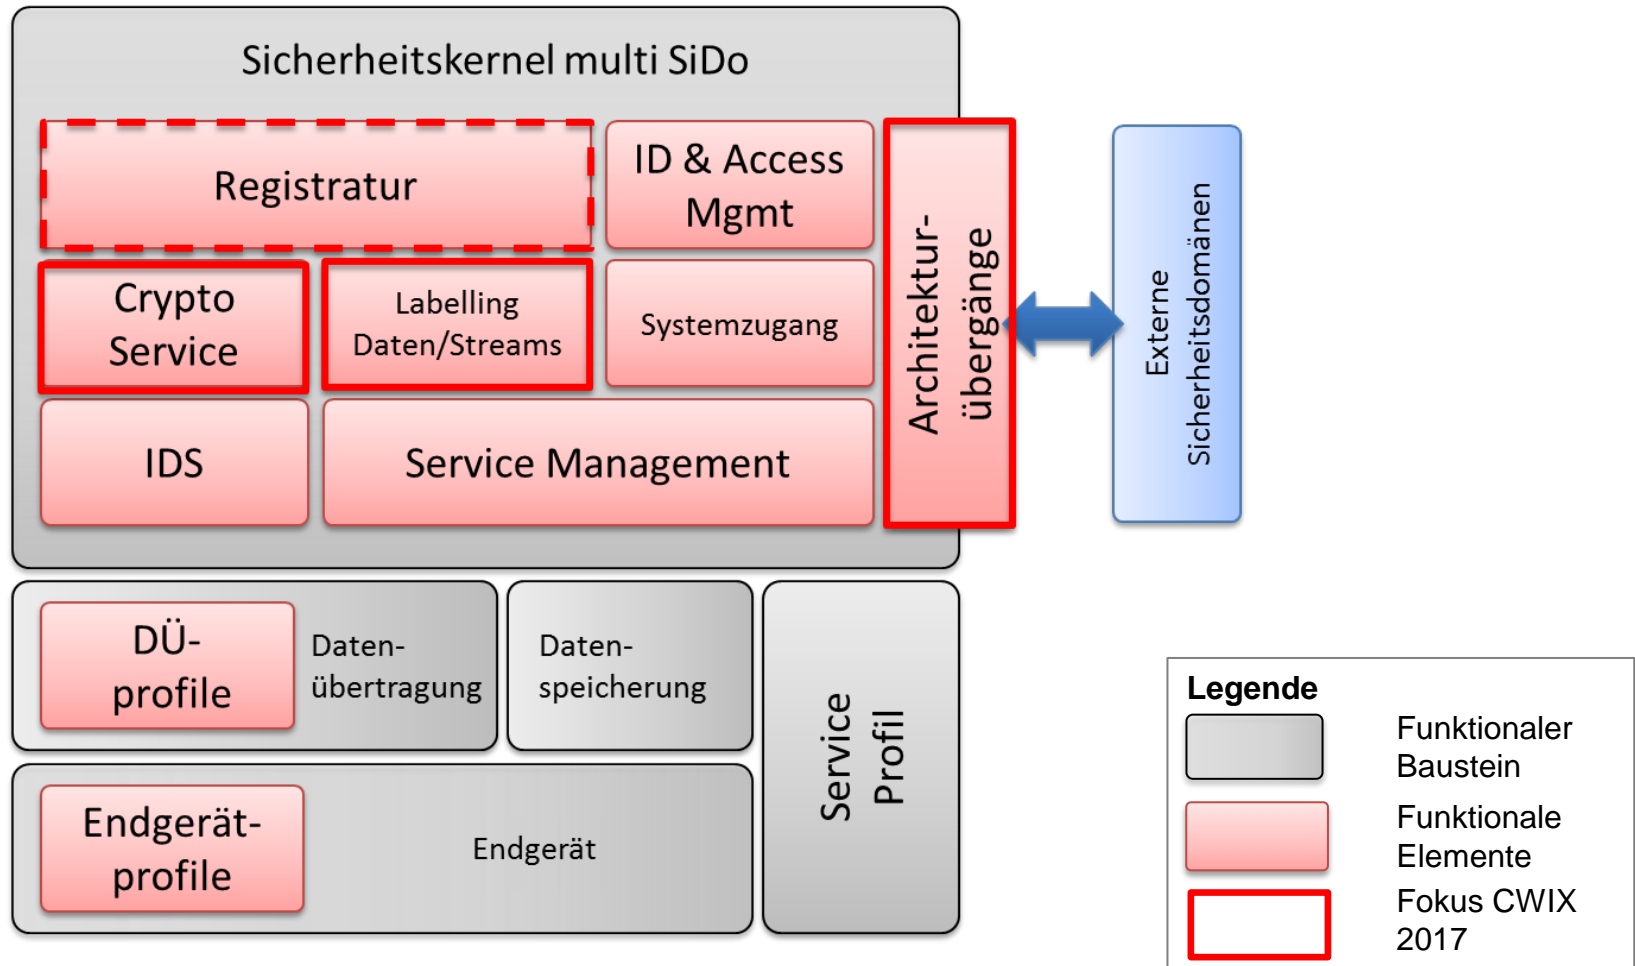 Sicherheitskernel multi SiDo
Registratur
ID & Access
Mgmt
Crypto
Service
Labelling
Daten/Streams
Systemzugang
IDS
Service Management
Architektur-
übergänge
Externe
Sicherheitsdomänen
DÜ-
profile
Daten-
übertragung
Daten-
speicherung
Service
Profil
Endgerät-
profile
Endgerät
Legende
Funktionaler
Baustein
Funktionale
Elemente
Fokus CWIX
2017